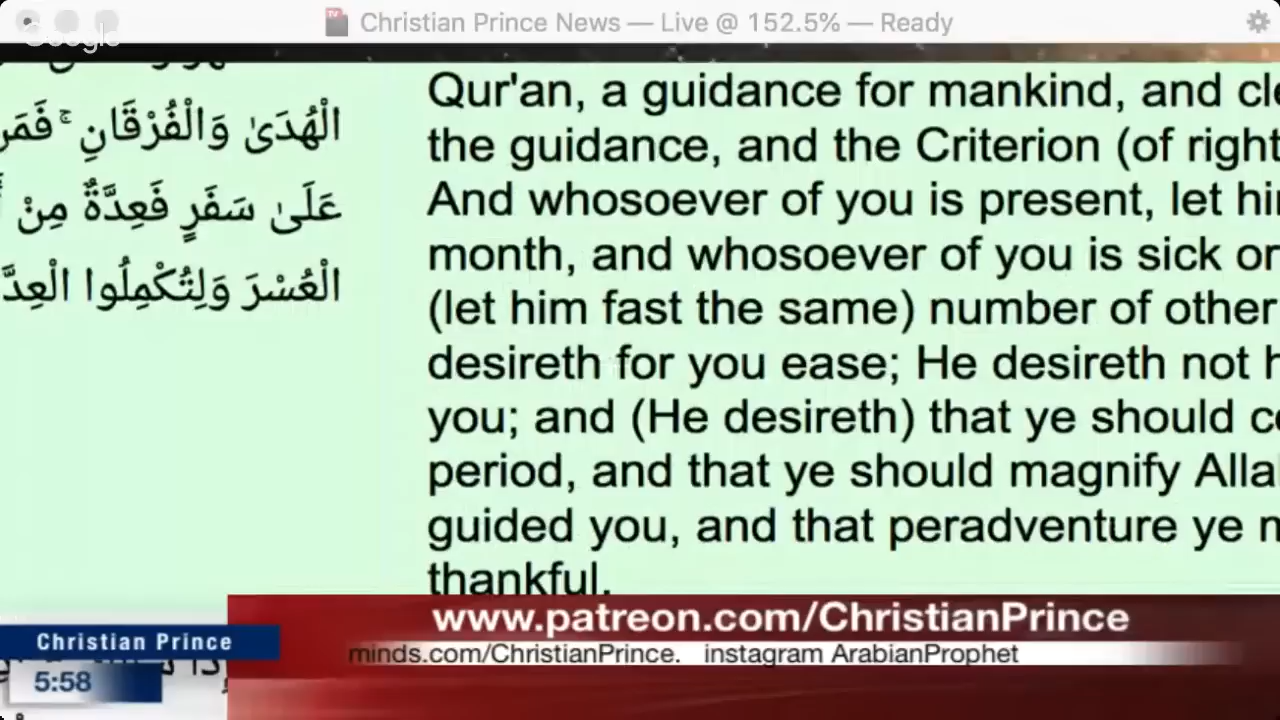 Christian Prince News — Live @ 152.5% — Ready
Google
Qur'an, a guidance for mankind, and cle
the guidance, and the Criterion (of right
And whosoever of you is present, let hi
month, and whosoever of you is sick or
(let him fast the same) number of other
desireth for you ease; He desireth not h
you; and (He desireth) that ye should c
period, and that ye should magnify Alla
guided you, and that peradventure ye
thankful.
الْهُدَىٰ وَالْفُرْقَانِ ۚ فَمَن
عَلَىٰ سَفَرٍ فَعِدَّةٌ مِنْ
الْعُسْرَ وَلِتُكْمِلُوا الْعِدَّ
www.patreon.com/ChristianPrince
minds.com/ChristianPrince. instagram ArabianProphet
Christian Prince
5:58